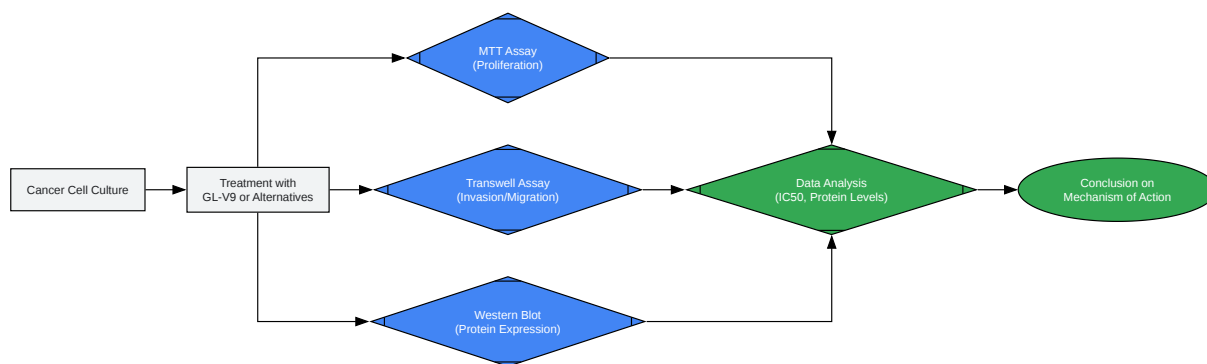 Cancer Cell Culture
Treatment with
GL-V9 or Alternatives
MTT Assay
(Proliferation)
Transwell Assay
(Invasion/Migration)
Western Blot
(Protein Expression)
Data Analysis
(IC50, Protein Levels)
Conclusion on
Mechanism of Action